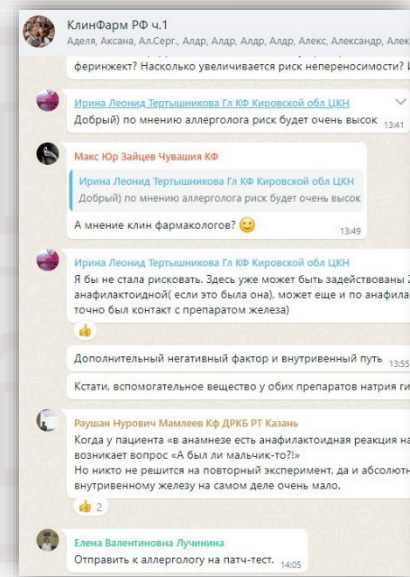 КлинФарм РФ ч.1
Аделя, Аксана, Ал.Серг., Алдр, Алдр, Алдр, Алдр, Алекс, Александр, Алек
феринжект? Насколько увеличивается риск непереносимости? И
Ирина Леонид Тертышникова Гл КФ Кировской обл ЦКН
Добрый) по мнению аллерголога риск будет очень высок 13:41
Макс Юр Зайцев Чувашия КФ
Ирина Леонид Тертышникова Гл КФ Кировской обл ЦКН
Добрый) по мнению аллерголога риск будет очень высок
А мнение клин фармакологов? 😊
13:49
Ирина Леонид Тертышникова Гл КФ Кировской обл ЦКН
Я бы не стала рисковать. Здесь уже может быть задействованы 2
анафилактоидной( если это была она), может еще и по анафила
точно был контакт с препаратом железа)
👍
Дополнительный негативный фактор и внутривенный путь 13:55
Кстати, вспомогательное вещество у обих препаратов натрия ги
Раушан Нурович Мамлеев Кф ДРКБ РТ Казань
Когда у пациента «в анамнезе есть анафилактоидная реакция на
возникает вопрос «А был ли мальчик-то?!»
Но никто не решится на повторный эксперимент, да и абсолютн
внутривенному железу на самом деле очень мало.
👍 2
Елена Валентиновна Лучинина
Отправить к аллергологу на патч-тест. 14:05